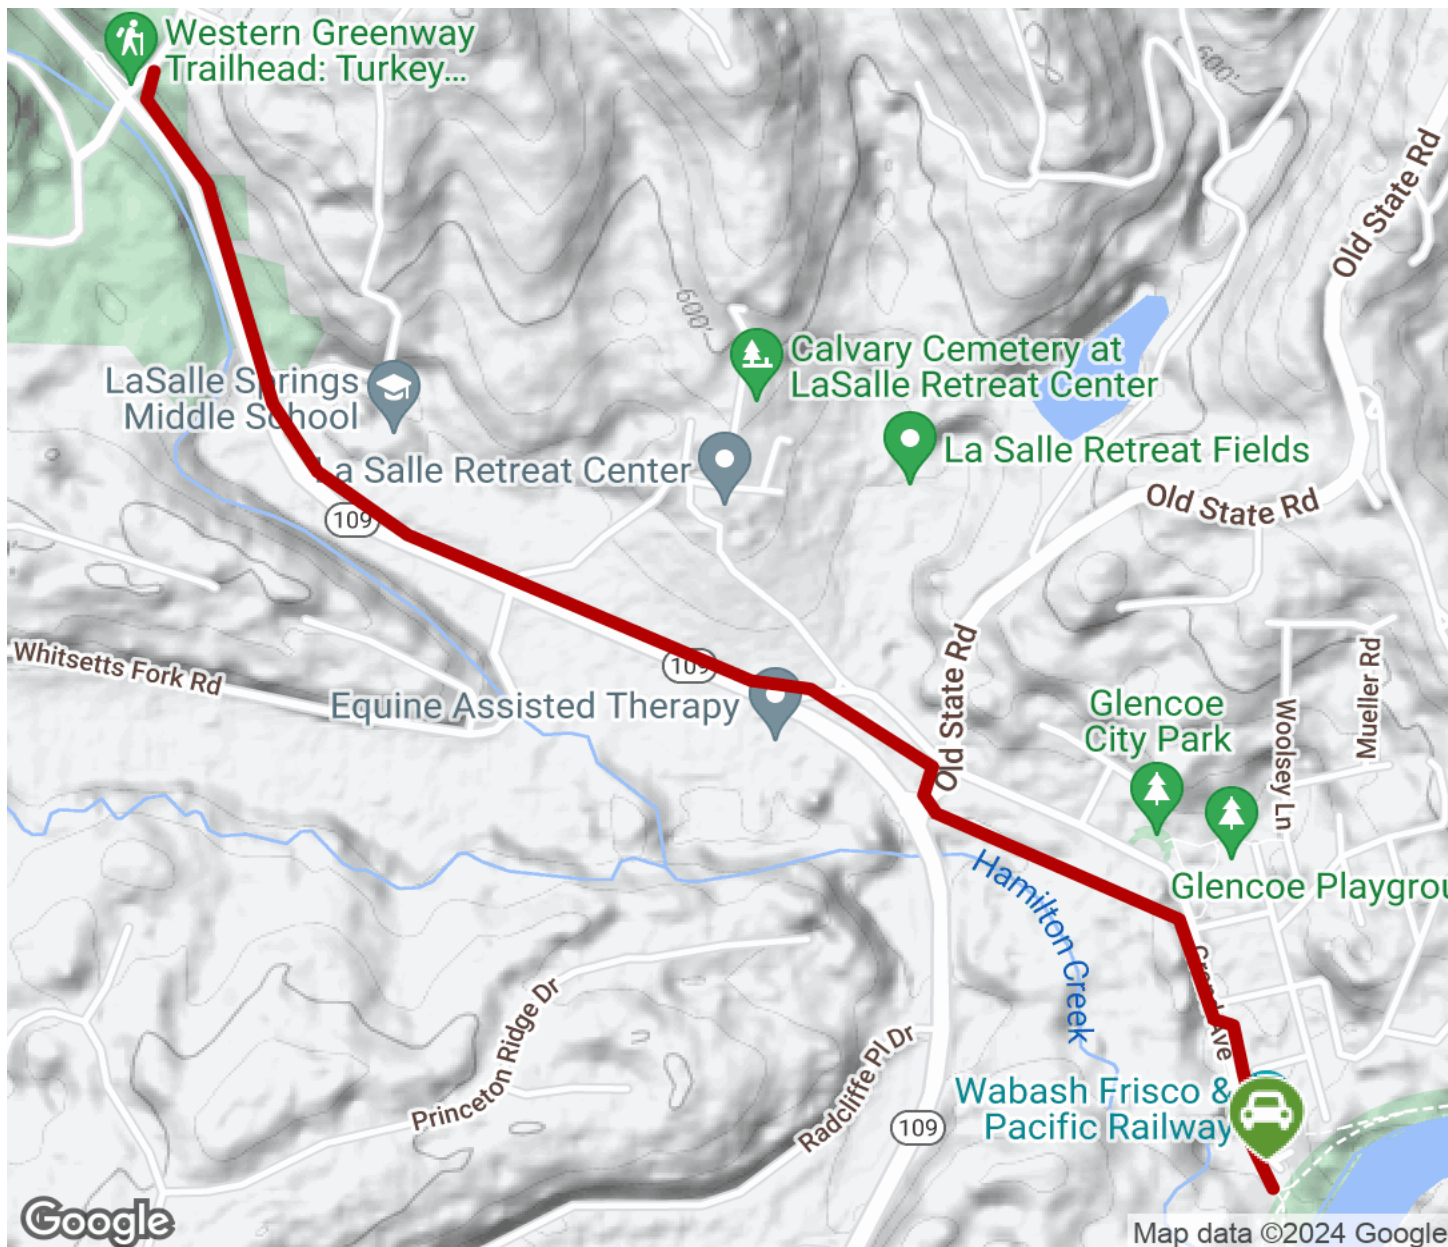 Western Greenway
Trailhead: Turkey...
600'
Old State Rd
600'
Calvary Cemetery at
LaSalle Retreat Center
LaSalle Springs
Middle School
La Salle Retreat Fields
La Salle Retreat Center
Old State Rd
109
Old State Rd
Whitsetts Fork Rd
109
Equine Assisted Therapy
Glencoe
City Park
Woolsey Ln
Mueller Rd
Hamilton Creek
Glencoe Playgrou
Princeton Ridge Dr
Radcliffe Pl Dr
Ave
Wabash Frisco &
Pacific Railway
109
Google
Map data ©2024 Google